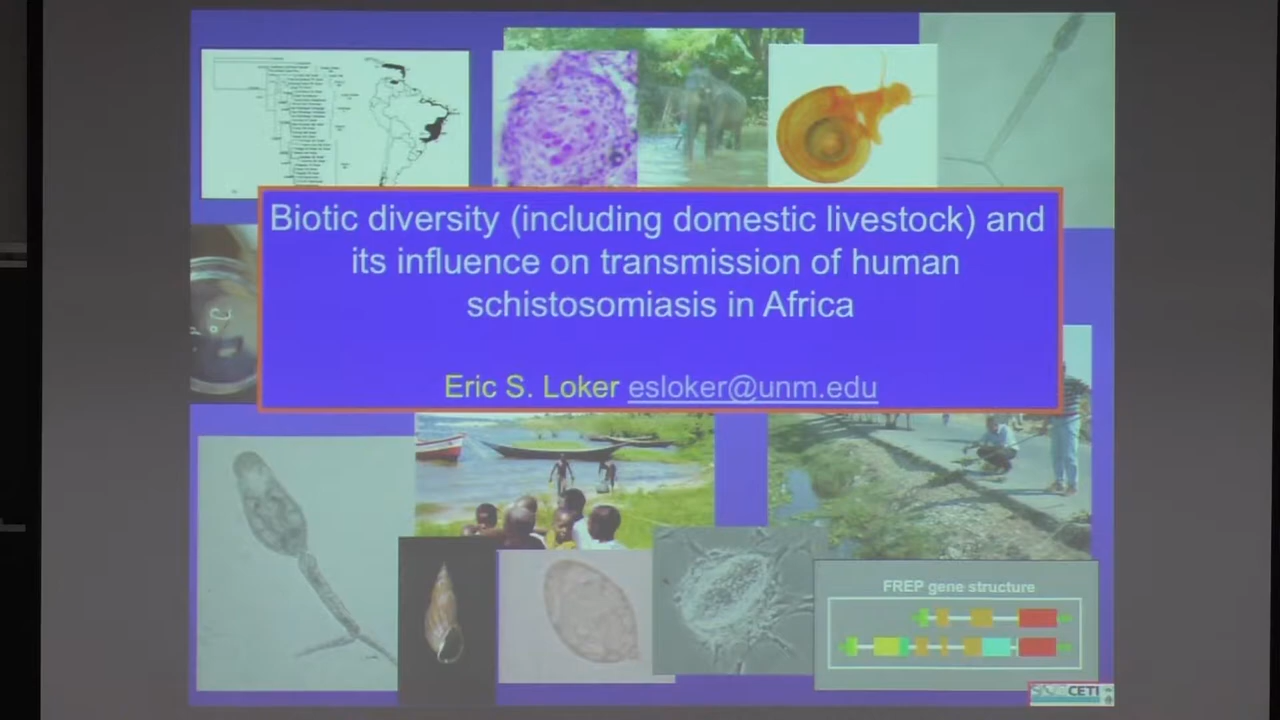 Biotic diversity (including domestic livestock) and
its influence on transmission of human
schistosomiasis in Africa
Eric S. Loker esloker@unm.edu
FREP gene structure
CETI